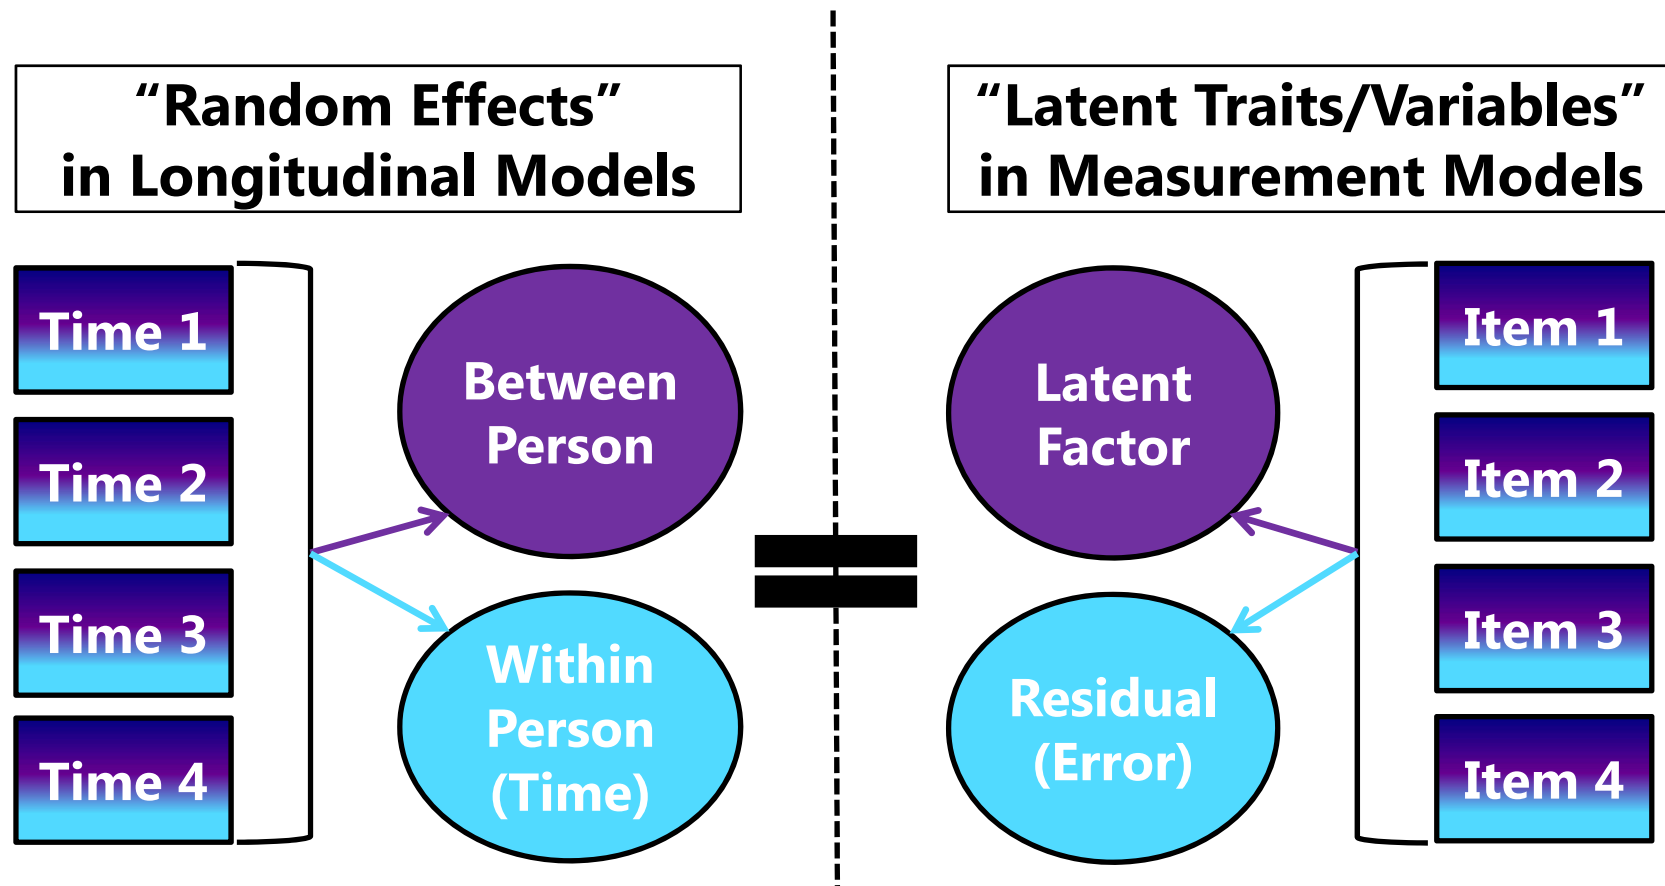 “Random Effects”
in Longitudinal Models
Time 1
Time 2
Time 3
Time 4
Between
Person
Within
Person
(Time)
“Latent Traits/Variables”
in Measurement Models
Latent
Factor
Residual
(Error)
Item 1
Item 2
Item 3
Item 4